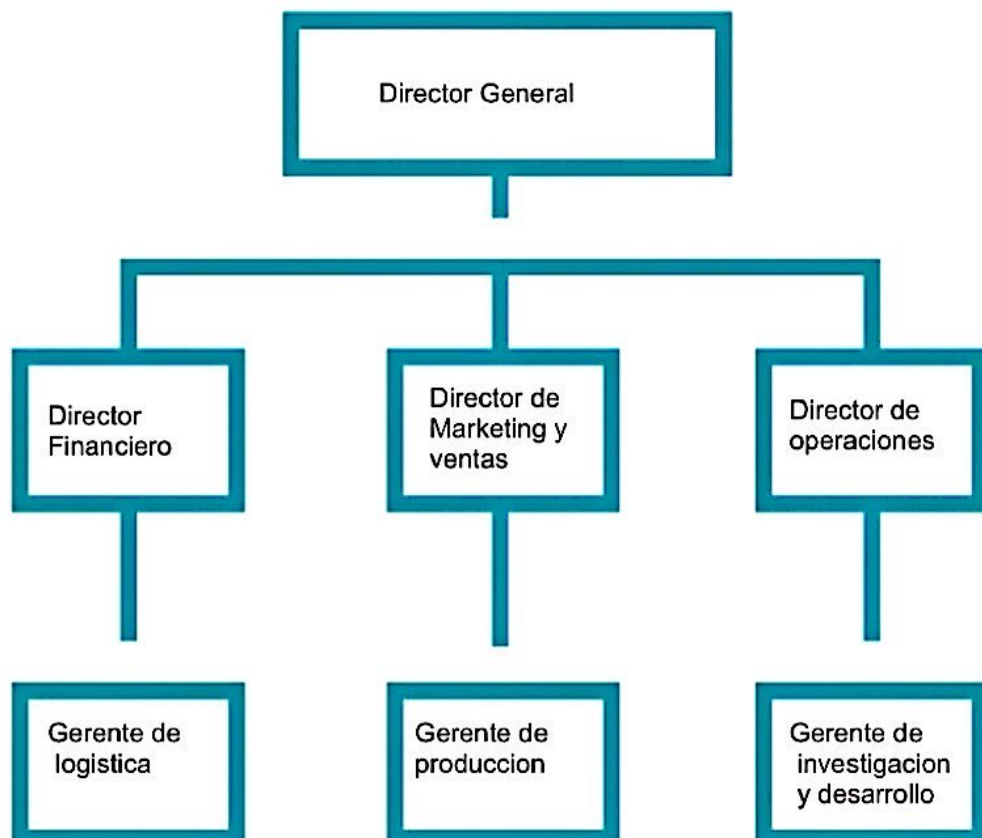 Director General
Director
Financiero
Director de
Marketing y
ventas
Director de
operaciones
Gerente de
logistica
Gerente de
produccion
Gerente de
investigacion
y desarrollo